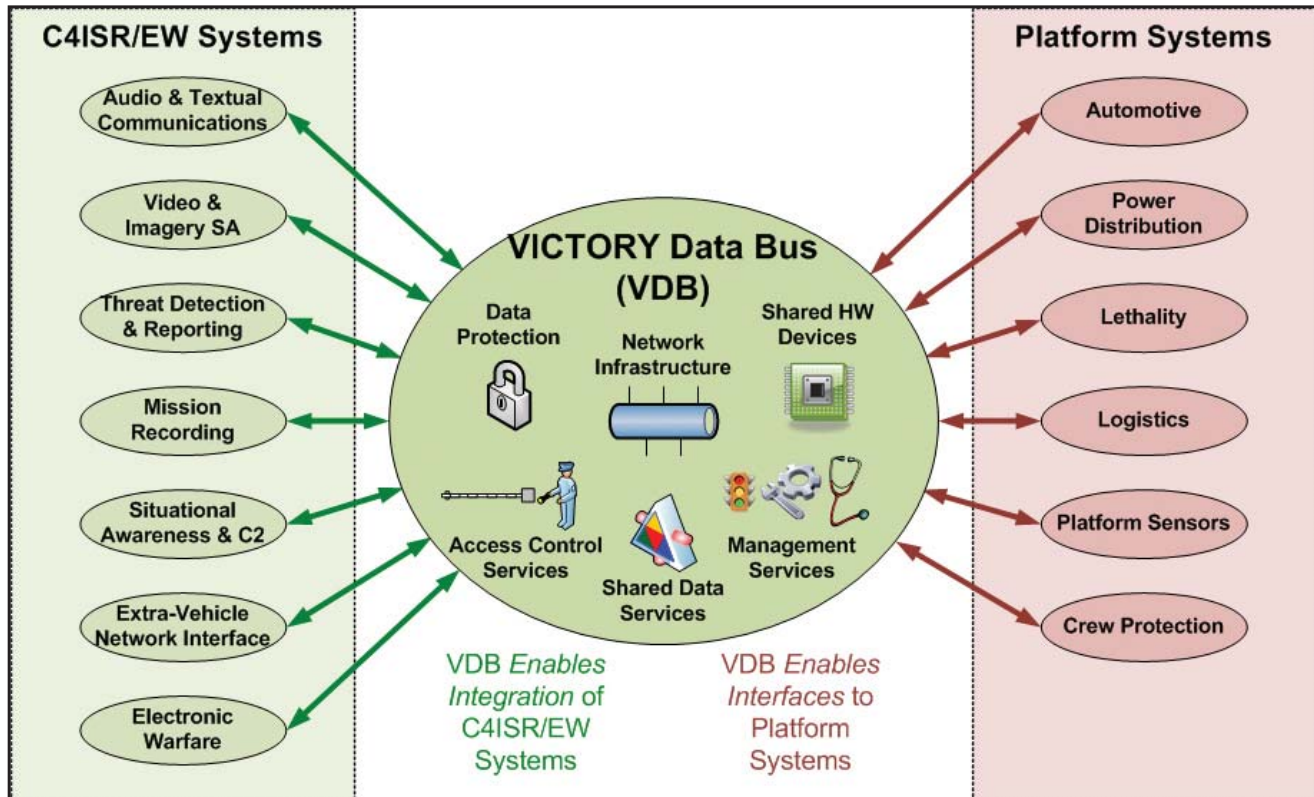 C4ISR/EW Systems
Audio & Textual
Communications
Video &
Imagery SA
Threat Detection
& Reporting
Mission
Recording
Situational
Awareness & C2
Extra-Vehicle
Network Interface
Electronic
Warfare
VICTORY Data Bus
(VDB)
Data
Protection
Network
Infrastructure
Shared HW
Devices
Access Control
Services
Shared Data
Services
Management
Services
VDB Enables
Integration of
C4ISR/EW
Systems
VDB Enables
Interfaces to
Platform
Systems
Platform Systems
Automotive
Power
Distribution
Lethality
Logistics
Platform Sensors
Crew Protection